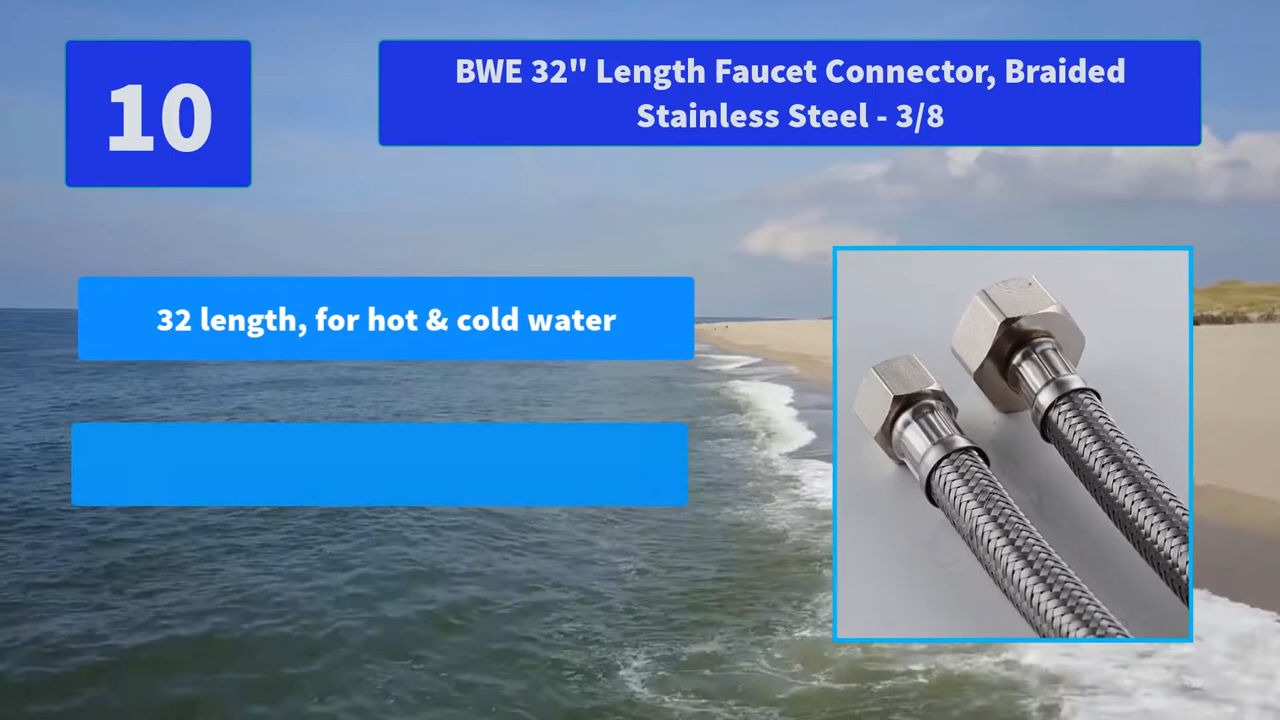 10
BWE 32" Length Faucet Connector, Braided
Stainless Steel - 3/8
32 length, for hot & cold water